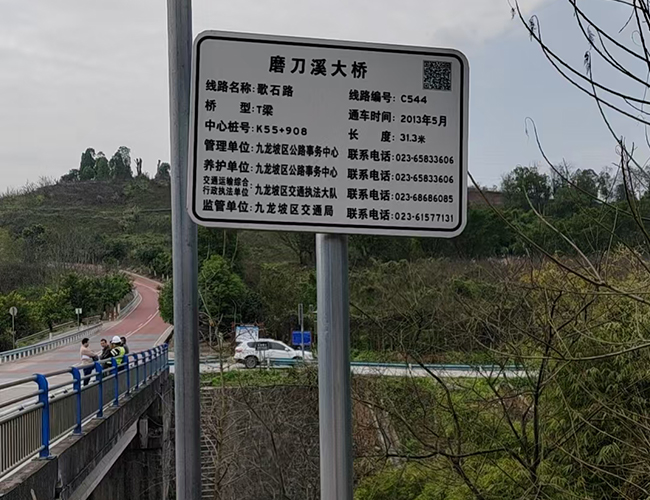 磨刀溪大桥
线路名称:歌石路 线路编号:C544
桥 型:T梁 通车时间:2013年5月
中心桩号:K55+908 长 度:31.3米
管理单位:九龙坡区公路事务中心 联系电话:023-65833606
养护单位:九龙坡区公路事务中心 联系电话:023-65833606
交通运输综合
行政执法单位:九龙坡区交通执法大队 联系电话:023-68686085
监管单位:九龙坡区交通局 联系电话:023-61577131